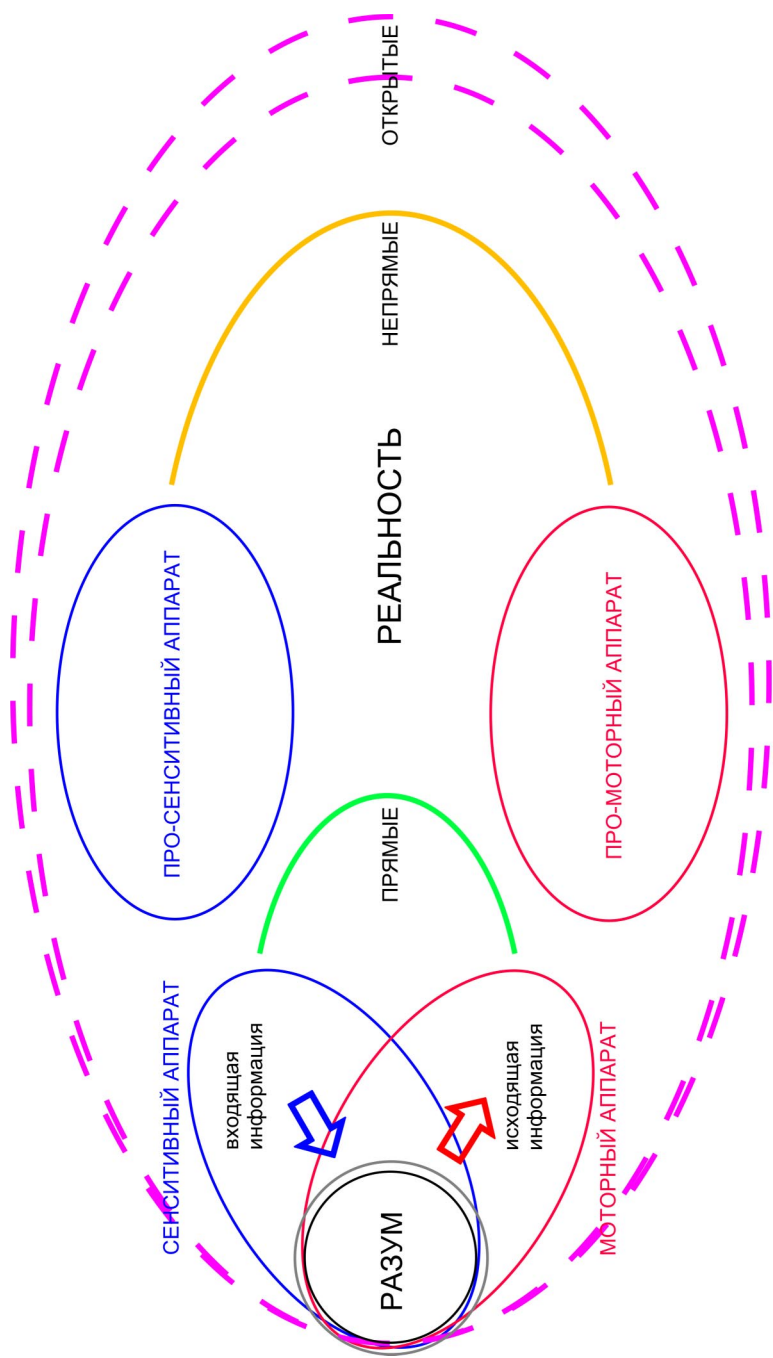 СЕНСИТИВНЫЙ АППАРАТ
ПРО-СЕНСИТИВНЫЙ АППАРАТ
входящая
информация
РАЗУМ
ПРЯМЫЕ
РЕАЛЬНОСТЬ
НЕПРЯМЫЕ
ОТКРЫТЫЕ
исходящая
информация
МОТОРНЫЙ АППАРАТ
ПРО-МОТОРНЫЙ АППАРАТ